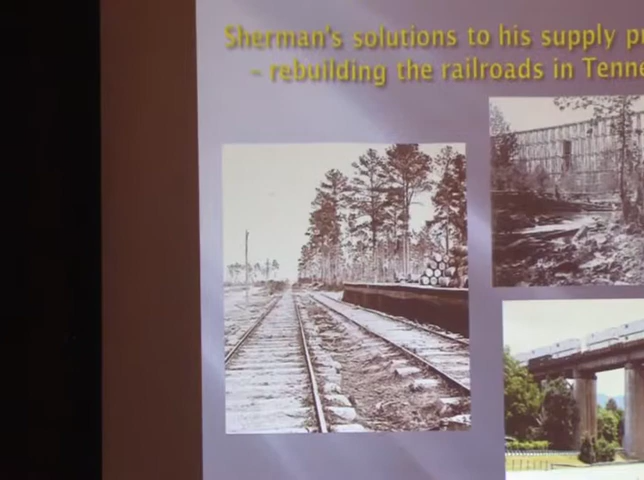 Sherman's solutions to his supply
- rebuilding the railroads in